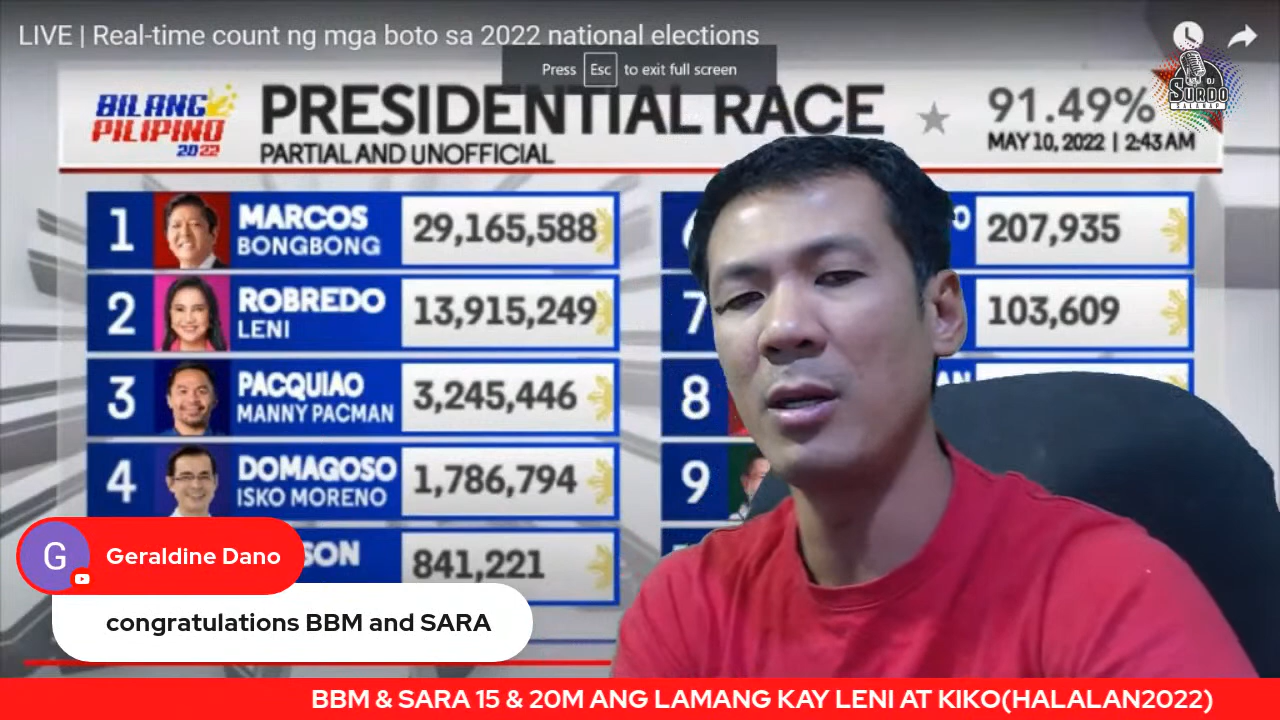 LIVE | Real-time count ng mga boto sa 2022 national elections
Press Esc to exit full screen
BILANG
PILIPINO
2022
PRESIDENTIAL RACE
PARTIAL AND UNOFFICIAL
91.49%
MAY 10, 2022 | 2:43 AM
SURDO
1 MARCOS
BONGBONG
29,165,588
207,935
2 ROBREDO
LENI
13,915,249
7
103,609
3 PACQUIAO
MANNY PACMAN
3,245,446
8
AN
4 DOMAGOSO
ISKO MORENO
1,786,794
9
SON
841,221
G
Geraldine Dano
congratulations BBM and SARA
BBM & SARA 15 & 20M ANG LAMANG KAY LENI AT KIKO(HALALAN2022)